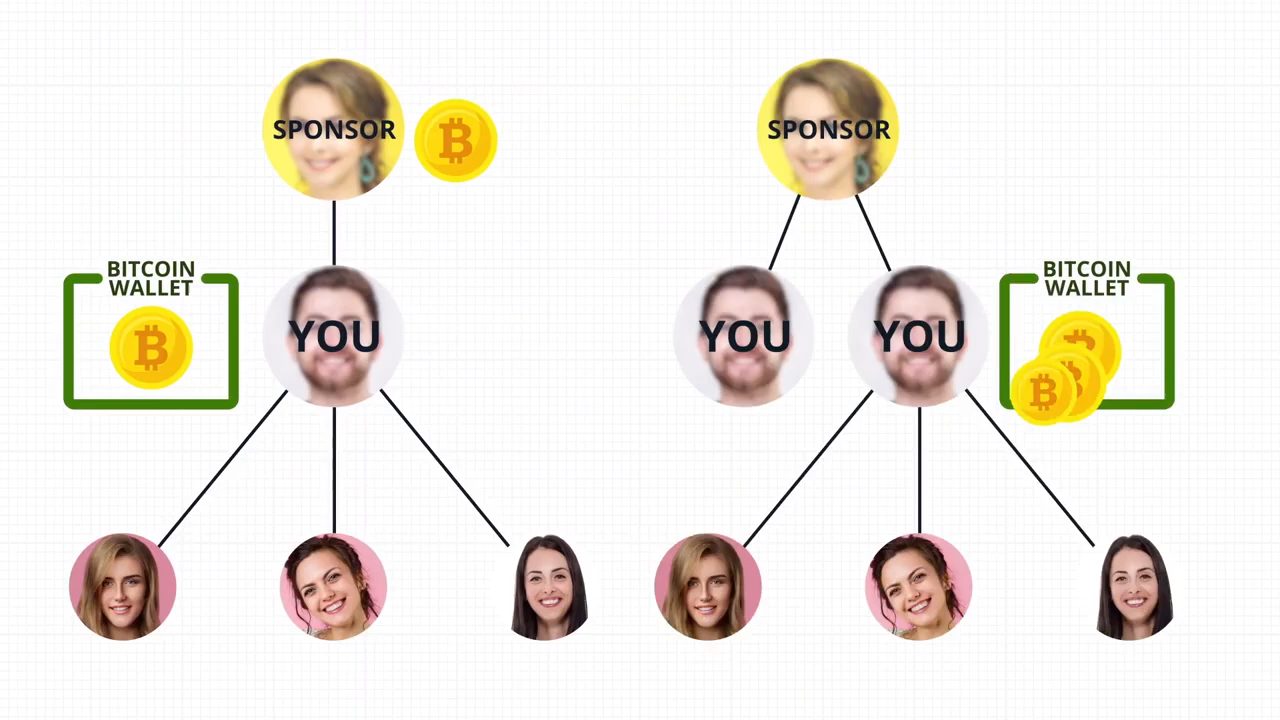 SPONSOR
SPONSOR
BITCOIN
WALLET
YOU
YOU
YOU
BITCOIN
WALLET